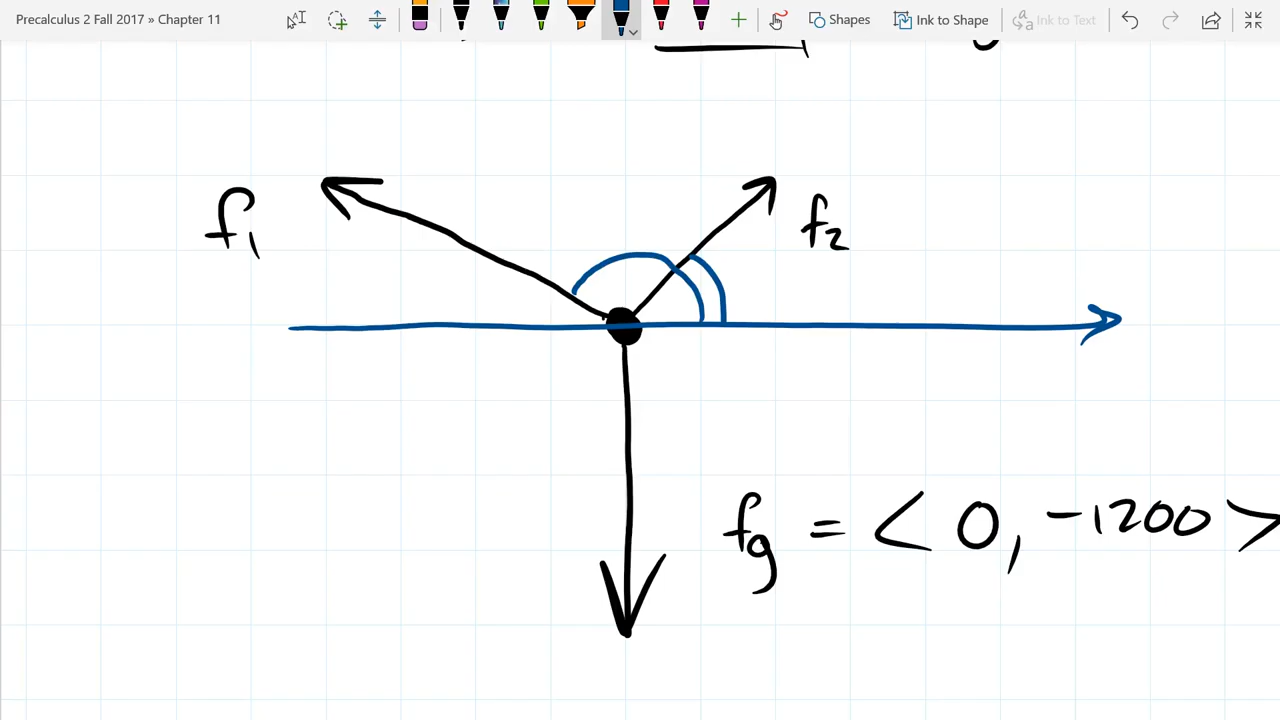 Precalculus 2 Fall 2017 » Chapter 11
Shapes
Ink to Shape
Ink to Text
f1
f2
fg = < 0, -1200 >